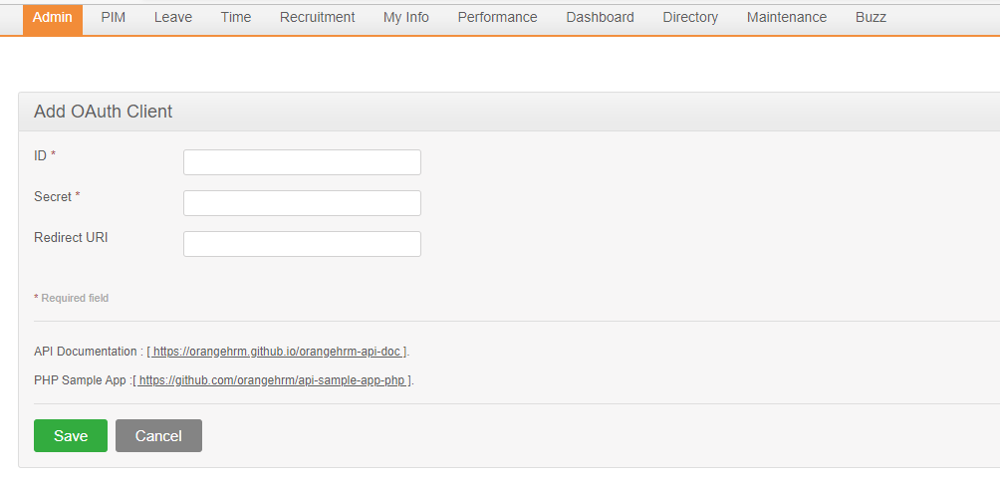 Admin PIM Leave Time Recruitment My Info Performance Dashboard Directory Maintenance Buzz
Add OAuth Client
ID *
Secret *
Redirect URI
* Required field
API Documentation : [ https://orangehrm.github.io/orangehrm-api-doc ].
PHP Sample App :[ https://github.com/orangehrm/api-sample-app-php ].
Save Cancel